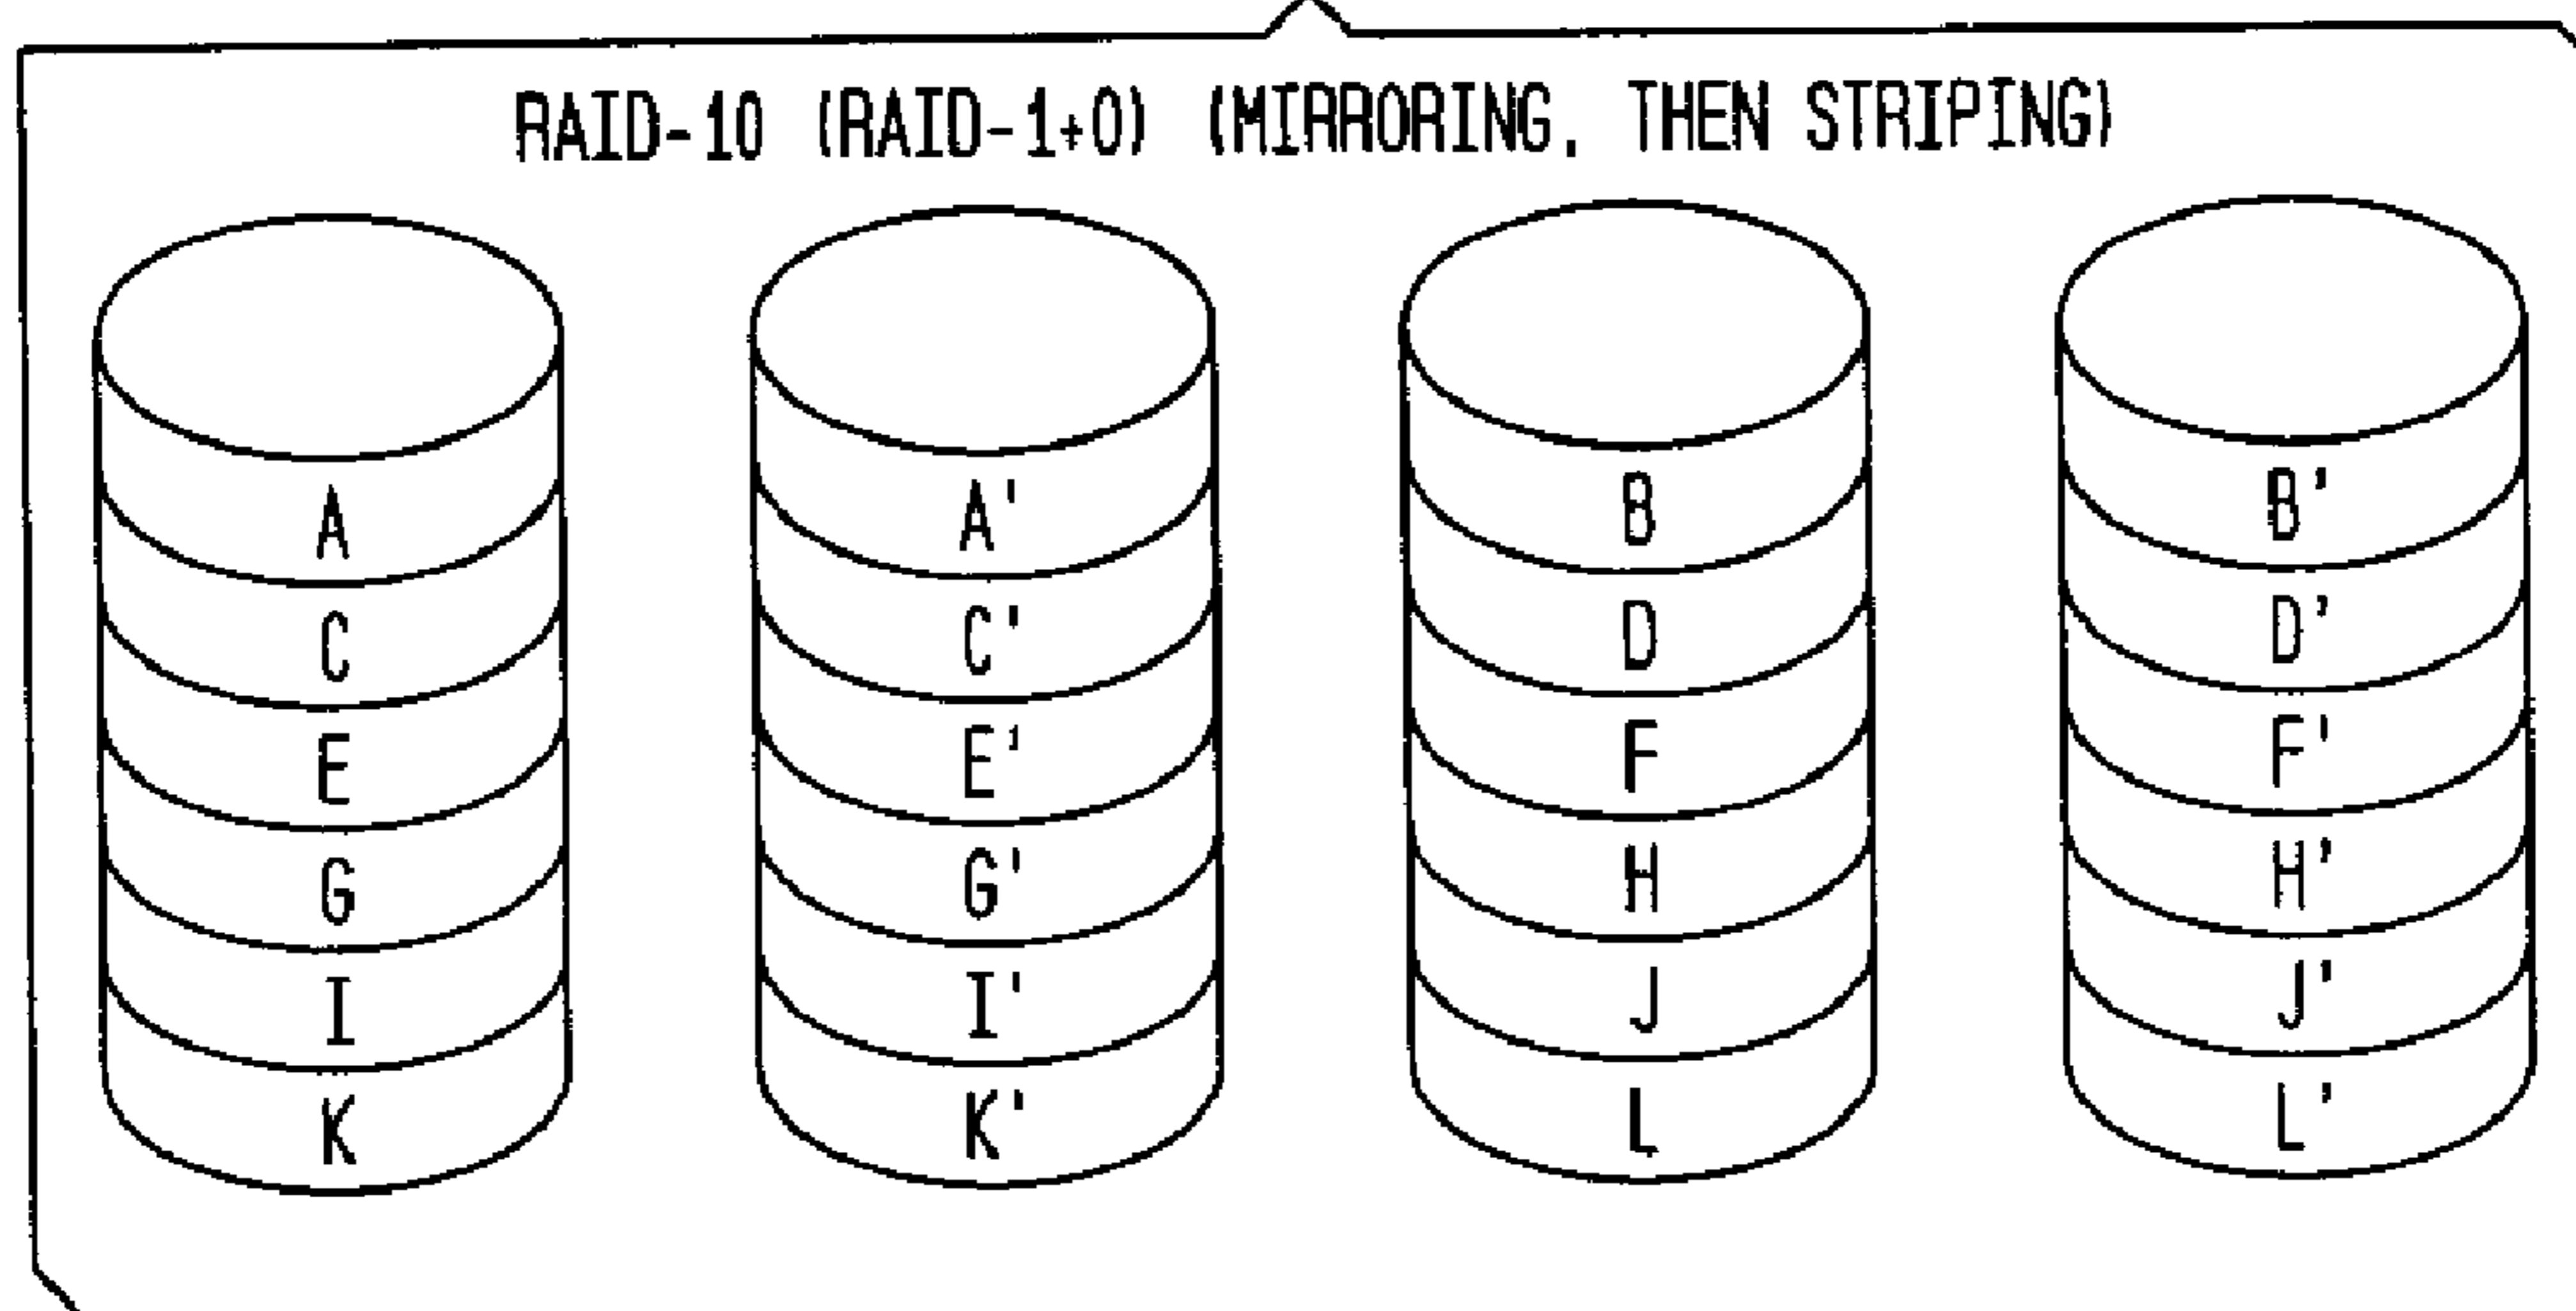 RAID-10 (RAID-1+0) (MIRRORING, THEN STRIPING)
A A' B B'
C C' D D'
E E' F F'
G G' H H'
I I' J J'
K K' L L'